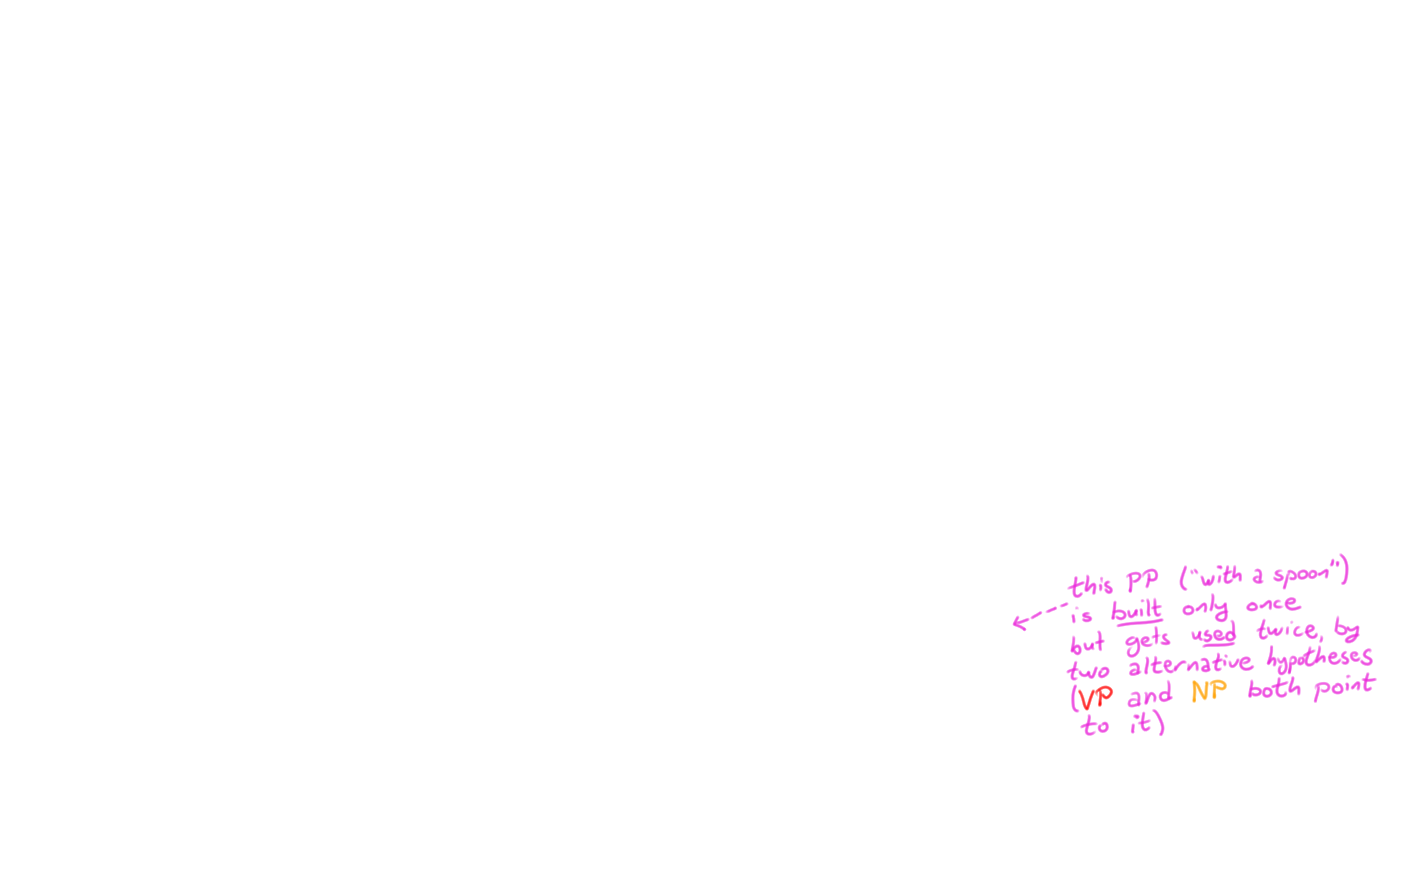 this PP ("with a spoon")
is built only once
but gets used twice, by
two alternative hypotheses
(VP and NP both point
to it)